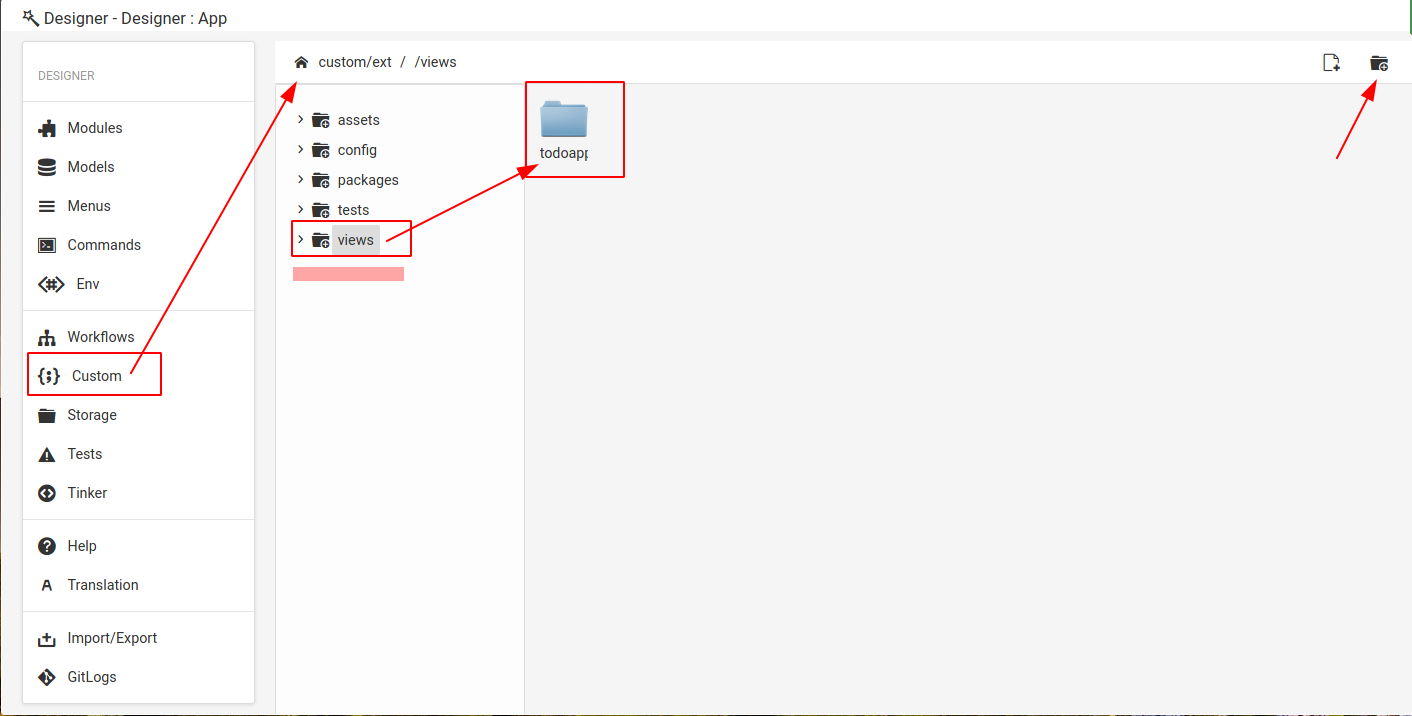 Designer - Designer : App
DESIGNER
Modules
Models
Menus
Commands
Env
Workflows
{;} Custom
Storage
Tests
Tinker
Help
Translation
Import/Export
GitLogs
custom/ext / /views
assets
config
packages
tests
views
todoapp